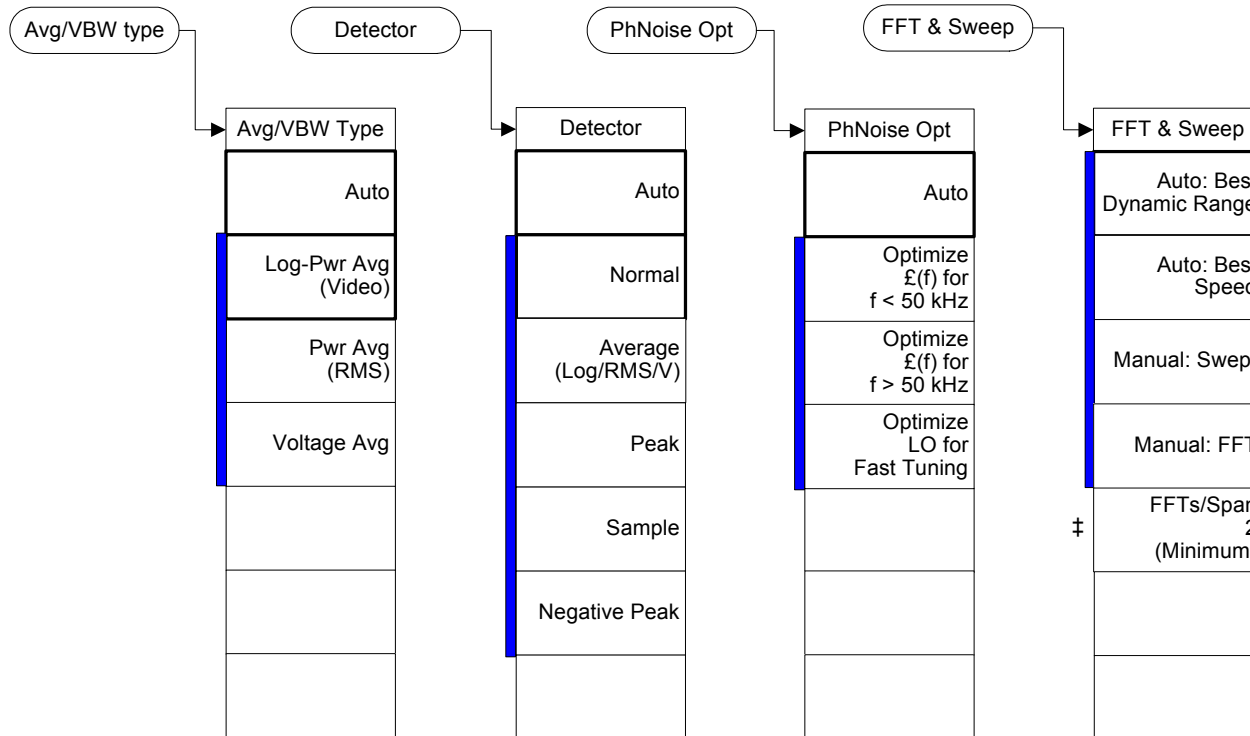 Avg/VBW type
Detector
PhNoise Opt
FFT & Sweep
Avg/VBW Type
Auto
Log-Pwr Avg
(Video)
Pwr Avg
(RMS)
Voltage Avg
Detector
Auto
Normal
Average
(Log/RMS/V)
Peak
Sample
Negative Peak
PhNoise Opt
Auto
Optimize
£(f) for
f < 50 kHz
Optimize
£(f) for
f > 50 kHz
Optimize
LO for
Fast Tuning
FFT & Sweep
Auto: Bes
Dynamic Range
Auto: Bes
Speed
Manual: Swep
Manual: FFT
‡
FFTs/Span
2
(Minimum